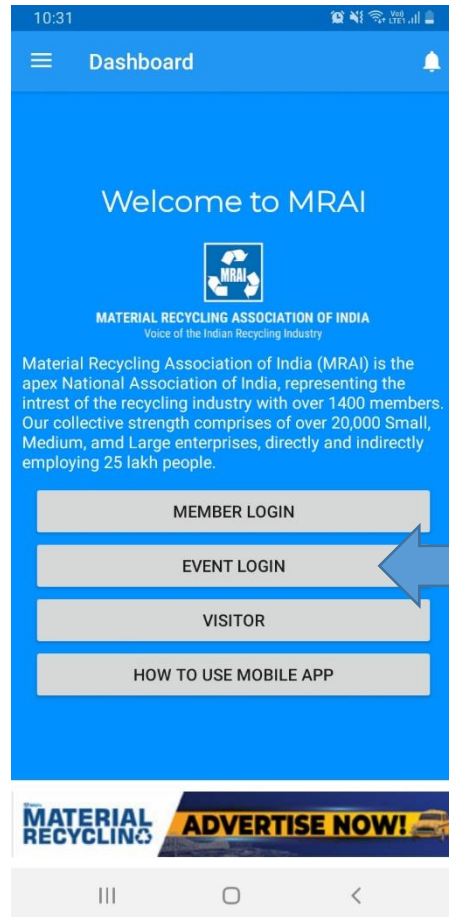 10:31
Vo))
LTE1
Dashboard
Welcome to MRAI
MRAI
MATERIAL RECYCLING ASSOCIATION OF INDIA
Voice of the Indian Recycling Industry
Material Recycling Association of India (MRAI) is the
apex National Association of India, representing the
intrest of the recycling industry with over 1400 members.
Our collective strength comprises of over 20,000 Small,
Medium, amd Large enterprises, directly and indirectly
employing 25 lakh people.
MEMBER LOGIN
EVENT LOGIN
VISITOR
HOW TO USE MOBILE APP
MATERIAL
RECYCLING
ADVERTISE NOW!